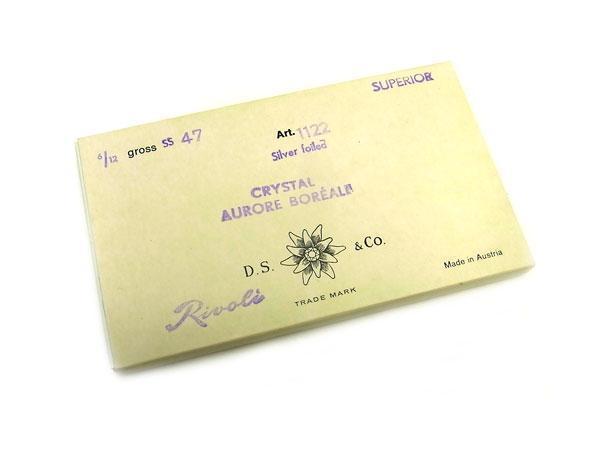 SUPERIOR
6/12 gross SS 47
Art. 1122
Silver foiled
CRYSTAL
AURORE BORÉALE
D.S. & Co.
Made in Austria
TRADE MARK
Rivoli